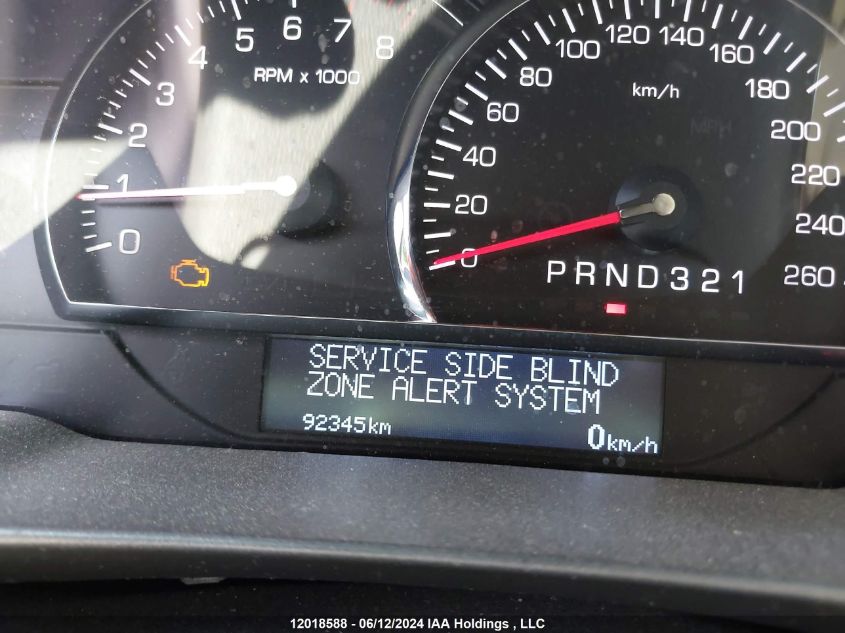 0 1 2 3 4 5 6 7 8
RPM x 1000
0 20 40 60 80 100 120 140 160 180 200 220 240 260
km/h
MPH
PRND321
SERVICE SIDE BLIND
ZONE ALERT SYSTEM
92345km
0km/h
12018588 - 06/12/2024 IAA Holdings , LLC